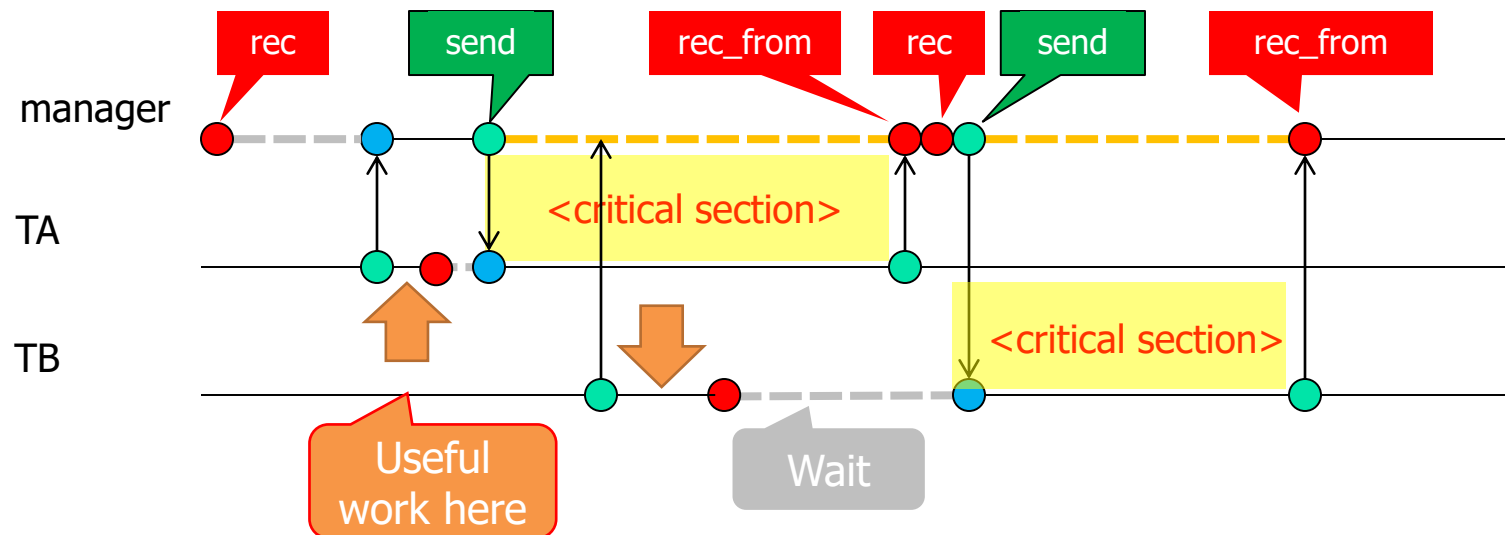 rec
send
rec_from
rec
send
rec_from
manager
TA
<critical section>
TB
<critical section>
Useful
work here
Wait